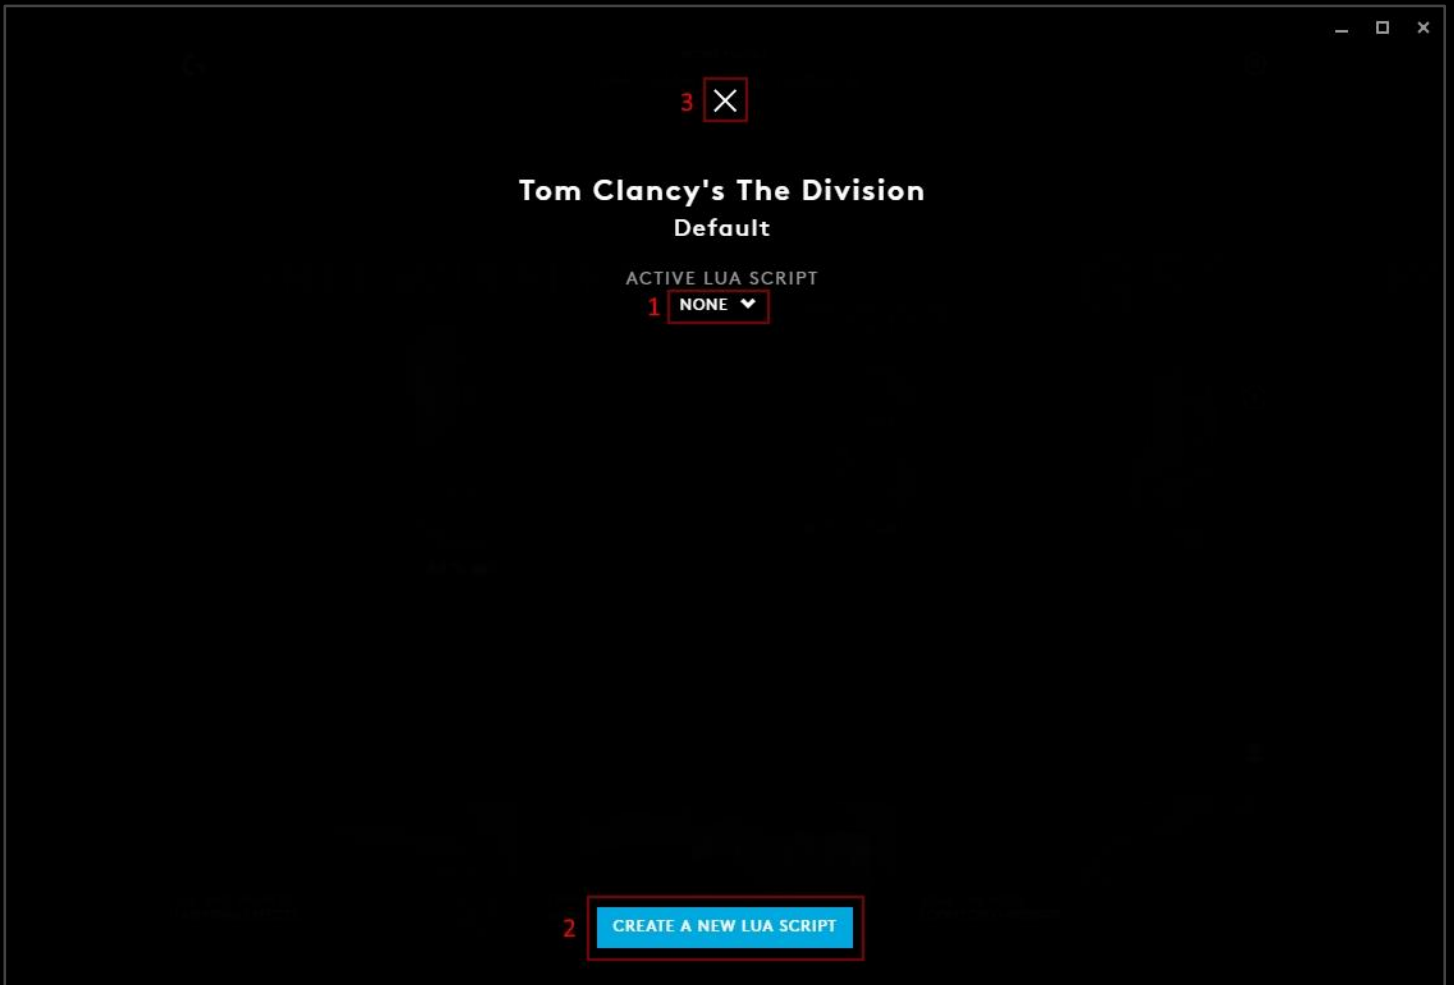 3
Tom Clancy's The Division
Default
ACTIVE LUA SCRIPT
1 NONE
2 CREATE A NEW LUA SCRIPT